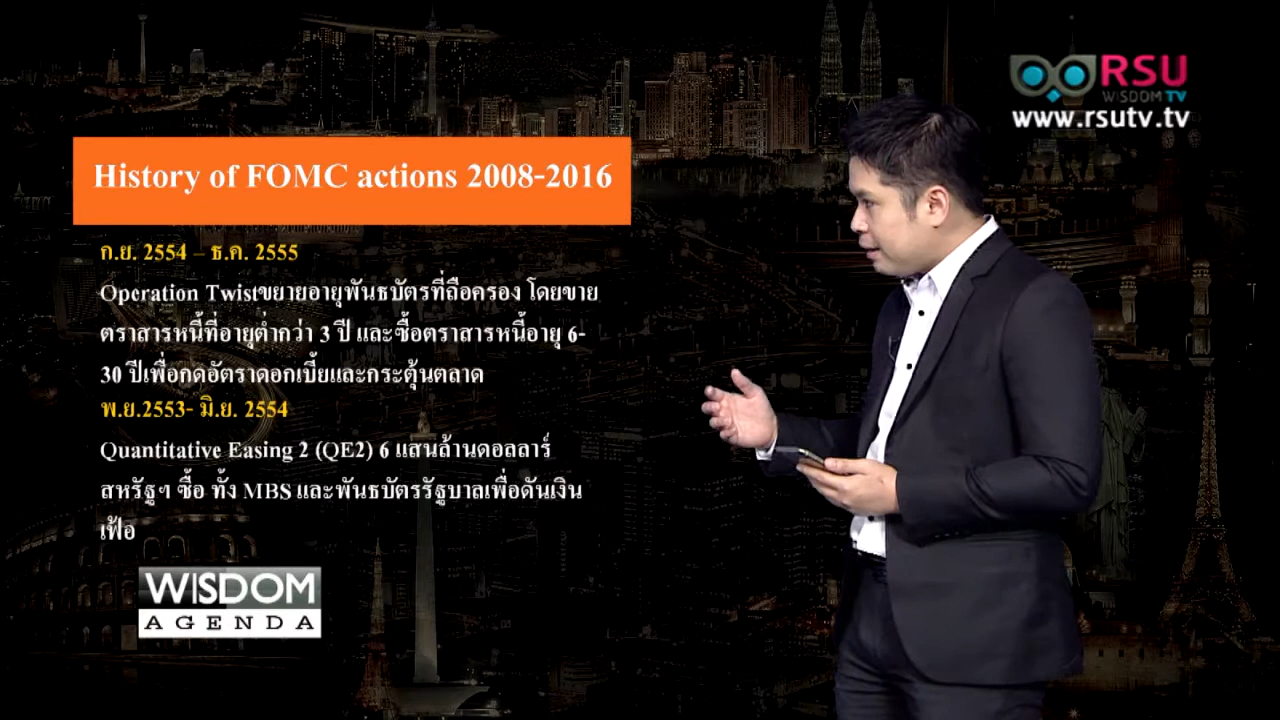 RSU
WISDOM TV
www.rsutv.tv
History of FOMC actions 2008-2016
ก.ย. 2554 – ธ.ค. 2555
Operation Twistขยายอายุพันธบัตรที่ถือครอง โดยขาย
ตราสารหนี้ที่อายุต่ำกว่า 3 ปี และซื้อตราสารหนี้อายุ 6-
30 ปีเพื่อกดอัตราดอกเบี้ยและกระตุ้นตลาด
พ.ย.2553- มิ.ย. 2554
Quantitative Easing 2 (QE2) 6 แสนล้านดอลลาร์
สหรัฐฯ ซื้อ ทั้ง MBS และพันธบัตรรัฐบาลเพื่อดันเงิน
เฟ้อ
WISDOM
AGENDA